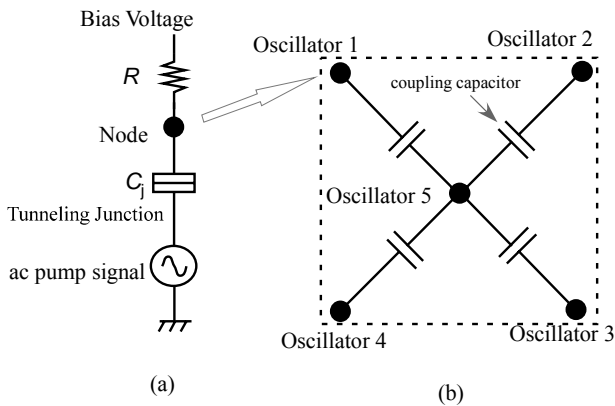 Bias Voltage
R
Node
Cj
Tunneling Junction
ac pump signal
(a)
Oscillator 1
Oscillator 2
coupling capacitor
Oscillator 5
Oscillator 4
Oscillator 3
(b)